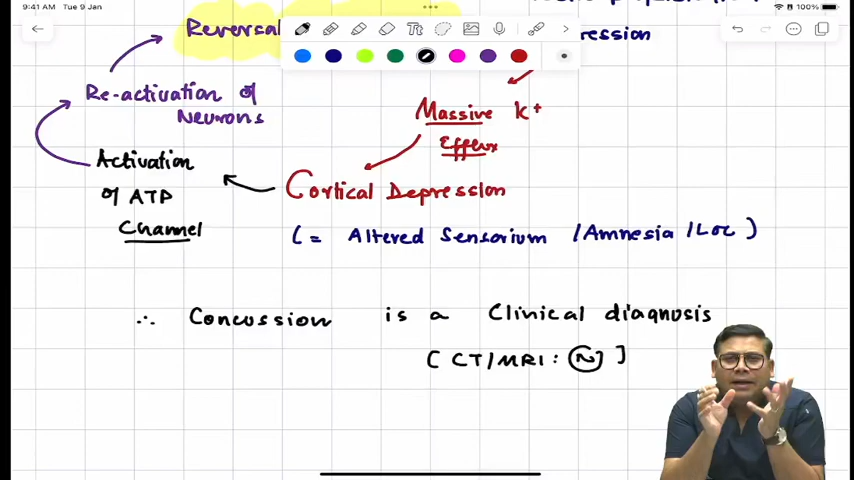 9:41 AM Tue 9 Jan
100%
Reversal
ression
Re-activation of
Neurons
Massive K+
Efflux
Activation
of ATP
Channel
Cortical Depression
(= Altered Sensorium /Amnesia /Loc )
∴ Concussion is a Clinical diagnosis
[ CT/MRI : N ]